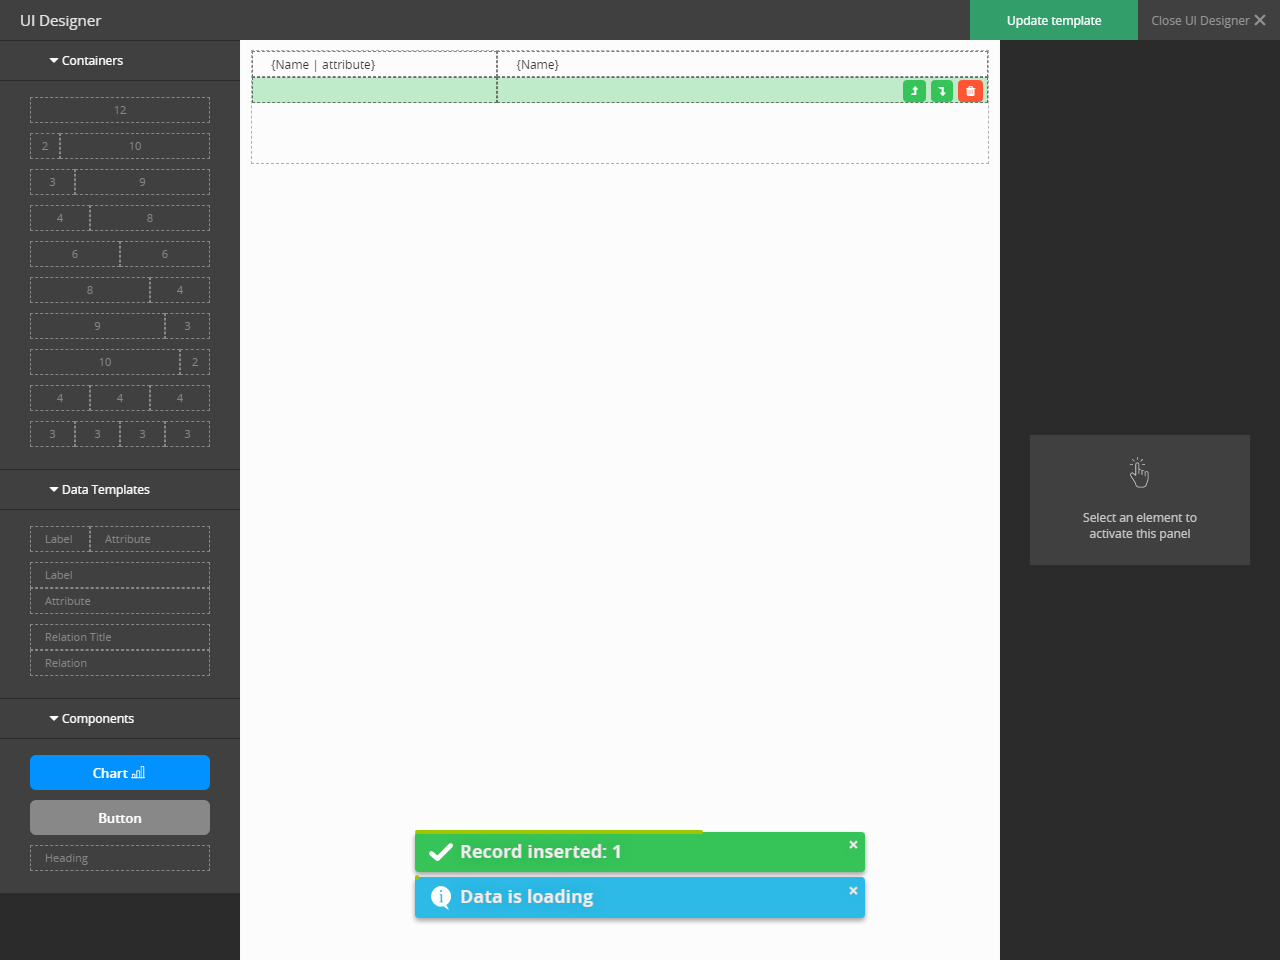 UI Designer
Update template
Close UI Designer
Containers
12
2 10
3 9
4 8
6 6
8 4
9 3
10 2
4 4 4
3 3 3 3
Data Templates
Label Attribute
Label
Attribute
Relation Title
Relation
Components
Chart
Button
Heading
{Name | attribute} {Name}
Record inserted: 1
Data is loading
Select an element to
activate this panel